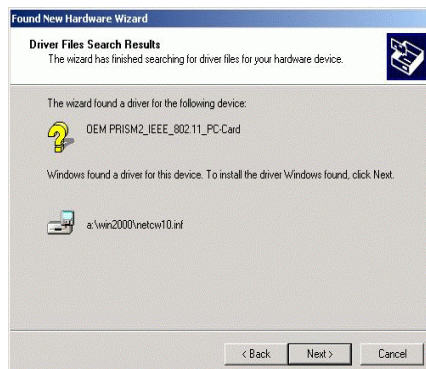 Found New Hardware Wizard
Driver Files Search Results
The wizard has finished searching for driver files for your hardware device.
The wizard found a driver for the following device:
OEM PRISM2_IEEE_802.11_PC-Card
Windows found a driver for this device. To install the driver Windows found, click Next.
a:\win2000\netcw10.inf
< Back
Next >
Cancel